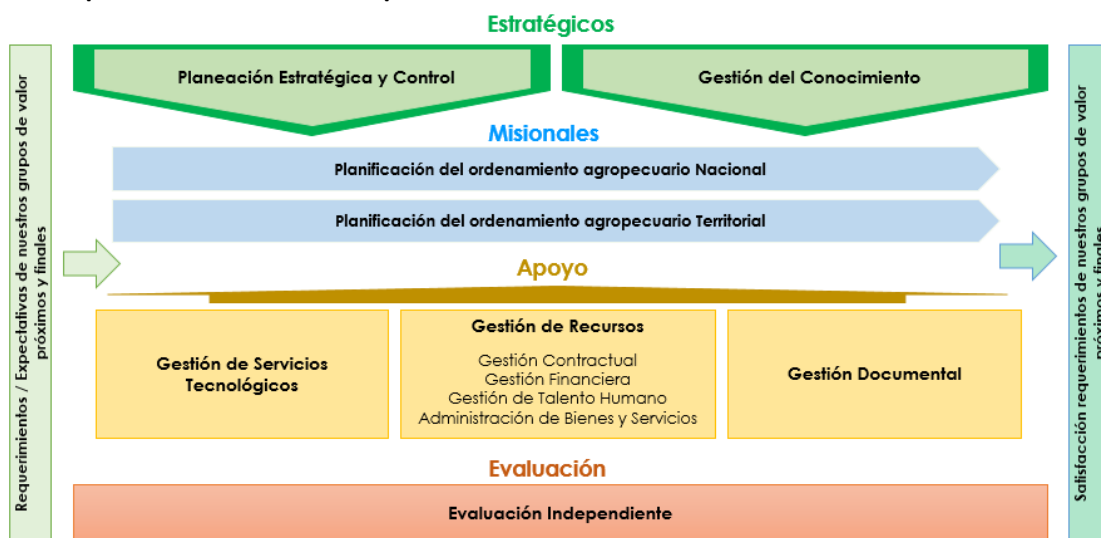 Estratégicos
Planeación Estratégica y Control
Gestión del Conocimiento
Misionales
Planificación del ordenamiento agropecuario Nacional
Planificación del ordenamiento agropecuario Territorial
Apoyo
Gestión de Servicios
Tecnológicos
Gestión de Recursos
Gestión Contractual
Gestión Financiera
Gestión de Talento Humano
Administración de Bienes y Servicios
Gestión Documental
Evaluación
Evaluación Independiente
Requerimientos / Expectativas de nuestros grupos de valor
próximos y finales
Satisfacción requerimientos de nuestros grupos de valor
próximos y finales